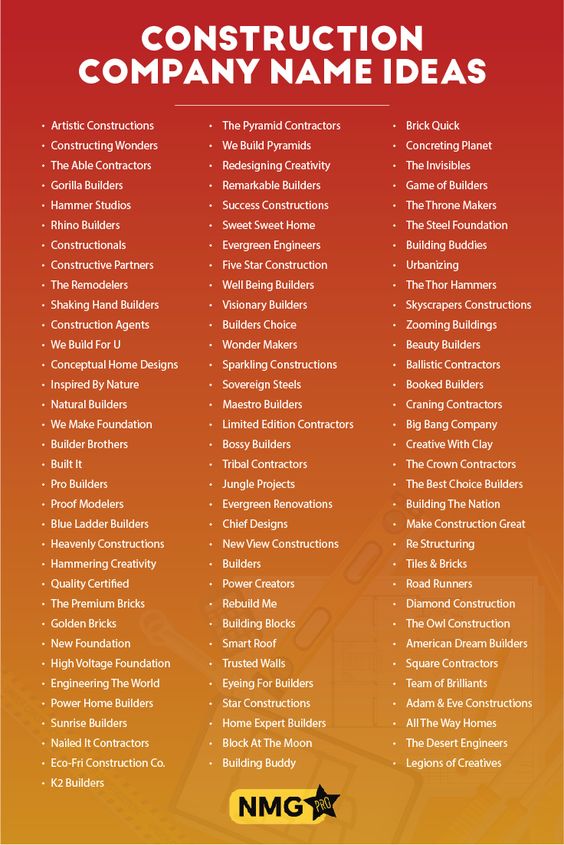 CONSTRUCTION
COMPANY NAME IDEAS
• Artistic Constructions
• Constructing Wonders
• The Able Contractors
• Gorilla Builders
• Hammer Studios
• Rhino Builders
• Constructionals
• Constructive Partners
• The Remodelers
• Shaking Hand Builders
• Construction Agents
• We Build For U
• Conceptual Home Designs
• Inspired By Nature
• Natural Builders
• We Make Foundation
• Builder Brothers
• Built It
• Pro Builders
• Proof Modelers
• Blue Ladder Builders
• Heavenly Constructions
• Hammering Creativity
• Quality Certified
• The Premium Bricks
• Golden Bricks
• New Foundation
• High Voltage Foundation
• Engineering The World
• Power Home Builders
• Sunrise Builders
• Nailed It Contractors
• Eco-Fri Construction Co.
• K2 Builders
• The Pyramid Contractors
• We Build Pyramids
• Redesigning Creativity
• Remarkable Builders
• Success Constructions
• Sweet Sweet Home
• Evergreen Engineers
• Five Star Construction
• Well Being Builders
• Visionary Builders
• Builders Choice
• Wonder Makers
• Sparkling Constructions
• Sovereign Steels
• Maestro Builders
• Limited Edition Contractors
• Bossy Builders
• Tribal Contractors
• Jungle Projects
• Evergreen Renovations
• Chief Designs
• New View Constructions
• Builders
• Power Creators
• Rebuild Me
• Building Blocks
• Smart Roof
• Trusted Walls
• Eyeing For Builders
• Star Constructions
• Home Expert Builders
• Block At The Moon
• Building Buddy
• Brick Quick
• Concreting Planet
• The Invisibles
• Game of Builders
• The Throne Makers
• The Steel Foundation
• Building Buddies
• Urbanizing
• The Thor Hammers
• Skyscrapers Constructions
• Zooming Buildings
• Beauty Builders
• Ballistic Contractors
• Booked Builders
• Craning Contractors
• Big Bang Company
• Creative With Clay
• The Crown Contractors
• The Best Choice Builders
• Building The Nation
• Make Construction Great
• Re Structuring
• Tiles & Bricks
• Road Runners
• Diamond Construction
• The Owl Construction
• American Dream Builders
• Square Contractors
• Team of Brilliants
• Adam & Eve Constructions
• All The Way Homes
• The Desert Engineers
• Legions of Creatives
NMG PRO